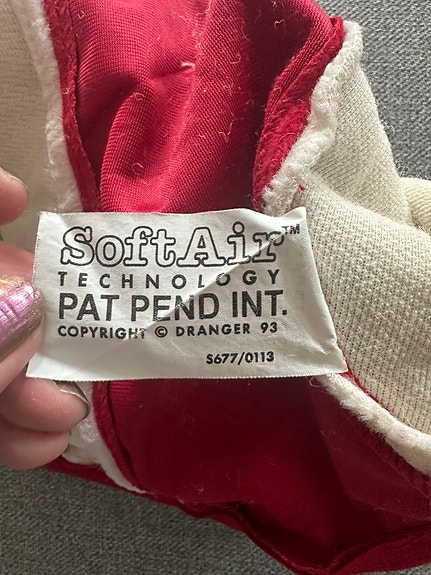 SoftAir™
TECHNOLOGY
PAT PEND INT.
COPYRIGHT © DRANGER 93
S677/0113